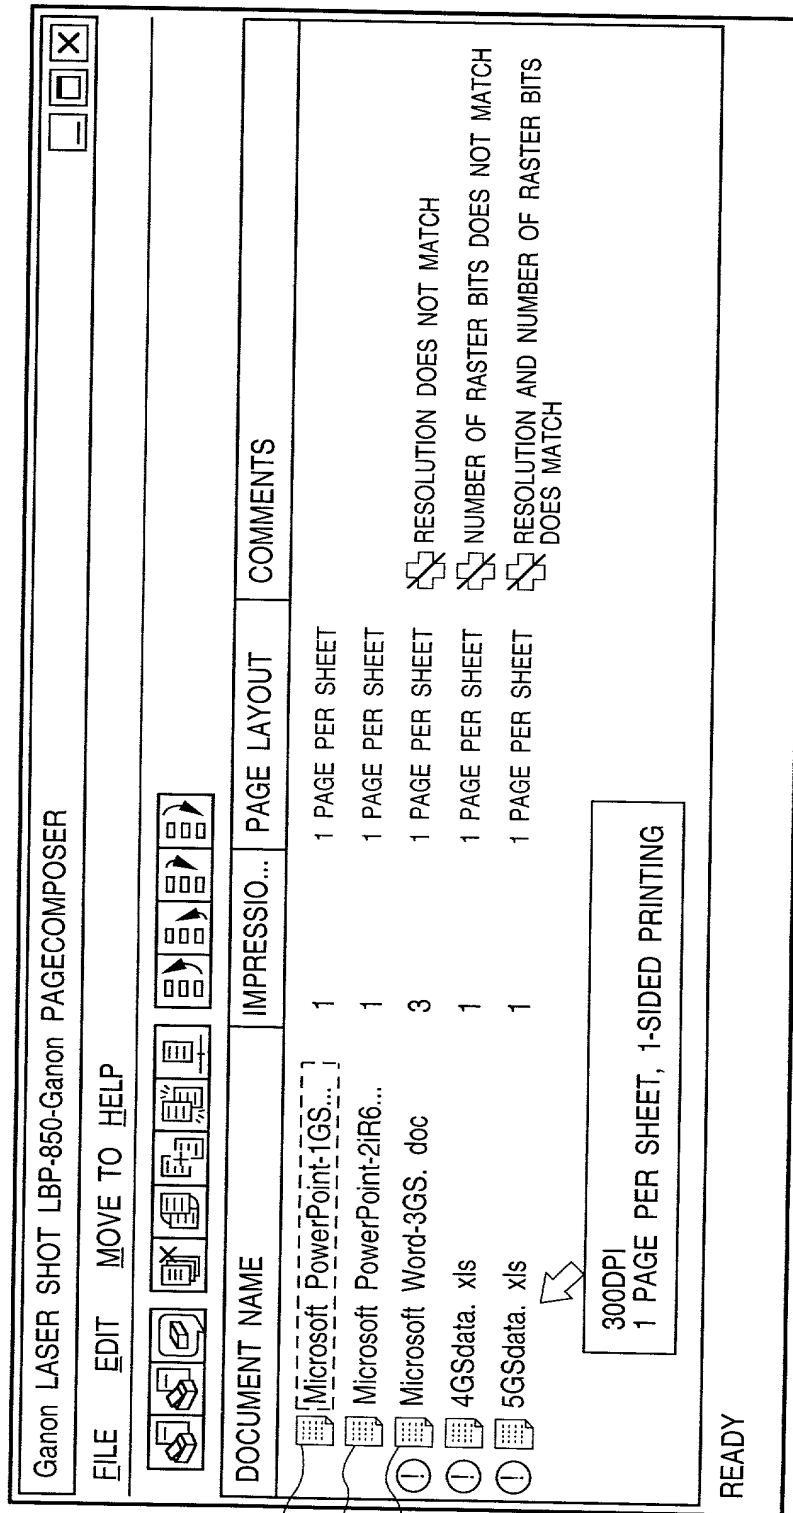 Ganon LASER SHOT LBP-850-Ganon PAGECOMPOSER
FILE EDIT MOVE TO HELP
DOCUMENT NAME IMPRESSIO... PAGE LAYOUT COMMENTS
Microsoft PowerPoint-1GS... 1 1 PAGE PER SHEET
Microsoft PowerPoint-2iR6... 1 1 PAGE PER SHEET
! Microsoft Word-3GS. doc 3 1 PAGE PER SHEET RESOLUTION DOES NOT MATCH
! 4GSdata. xls 1 1 PAGE PER SHEET NUMBER OF RASTER BITS DOES NOT MATCH
! 5GSdata. xls 1 1 PAGE PER SHEET RESOLUTION AND NUMBER OF RASTER BITS
DOES MATCH
300DPI
1 PAGE PER SHEET, 1-SIDED PRINTING
READY